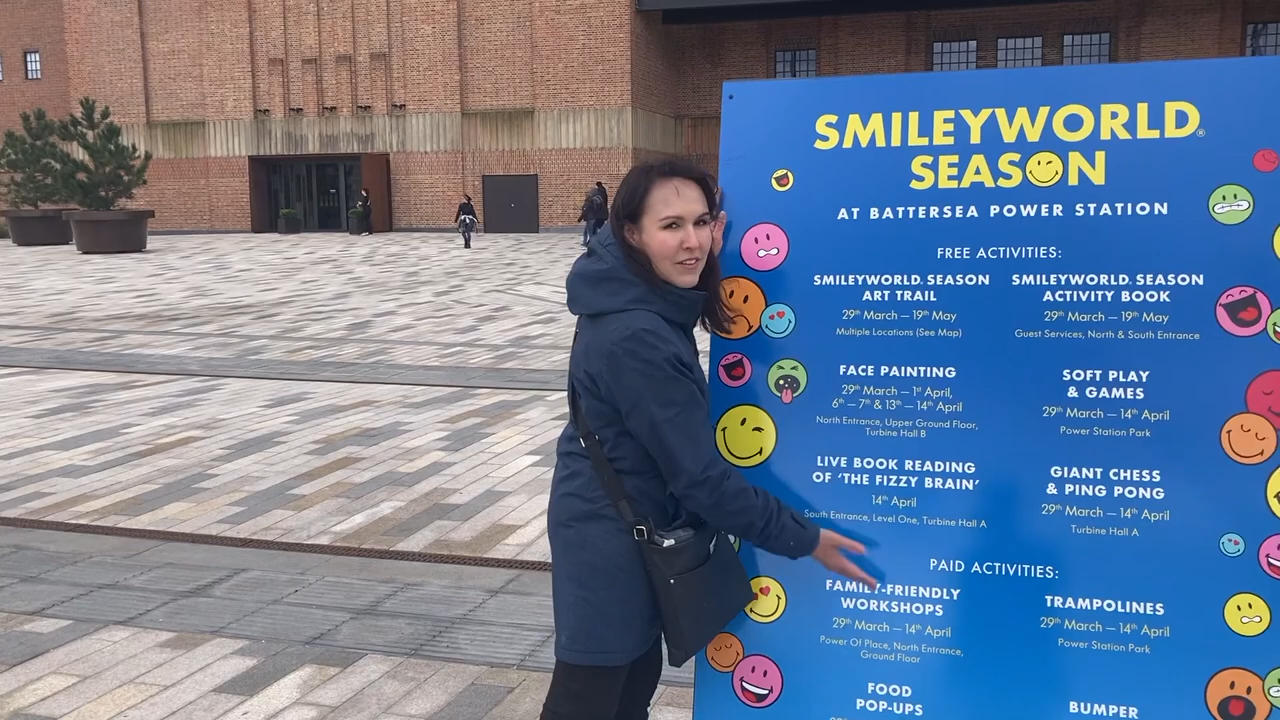 SMILEYWORLD®
SEASON
AT BATTERSEA POWER STATION
FREE ACTIVITIES:
SMILEYWORLD® SEASON
ART TRAIL
29th March — 19th May
Multiple Locations (See Map)
SMILEYWORLD® SEASON
ACTIVITY BOOK
29th March — 19th May
Guest Services, North & South Entrance
FACE PAINTING
29th March — 1st April,
6th — 7th & 13th — 14th April
North Entrance, Upper Ground Floor,
Turbine Hall B
SOFT PLAY
& GAMES
29th March — 14th April
Power Station Park
LIVE BOOK READING
OF ‘THE FIZZY BRAIN’
14th April
South Entrance, Level One, Turbine Hall A
GIANT CHESS
& PING PONG
29th March — 14th April
Turbine Hall A
PAID ACTIVITIES:
FAMILY-FRIENDLY
WORKSHOPS
29th March — 14th April
Power Of Place, North Entrance,
Ground Floor
TRAMPOLINES
29th March — 14th April
Power Station Park
FOOD
POP-UPS
BUMPER